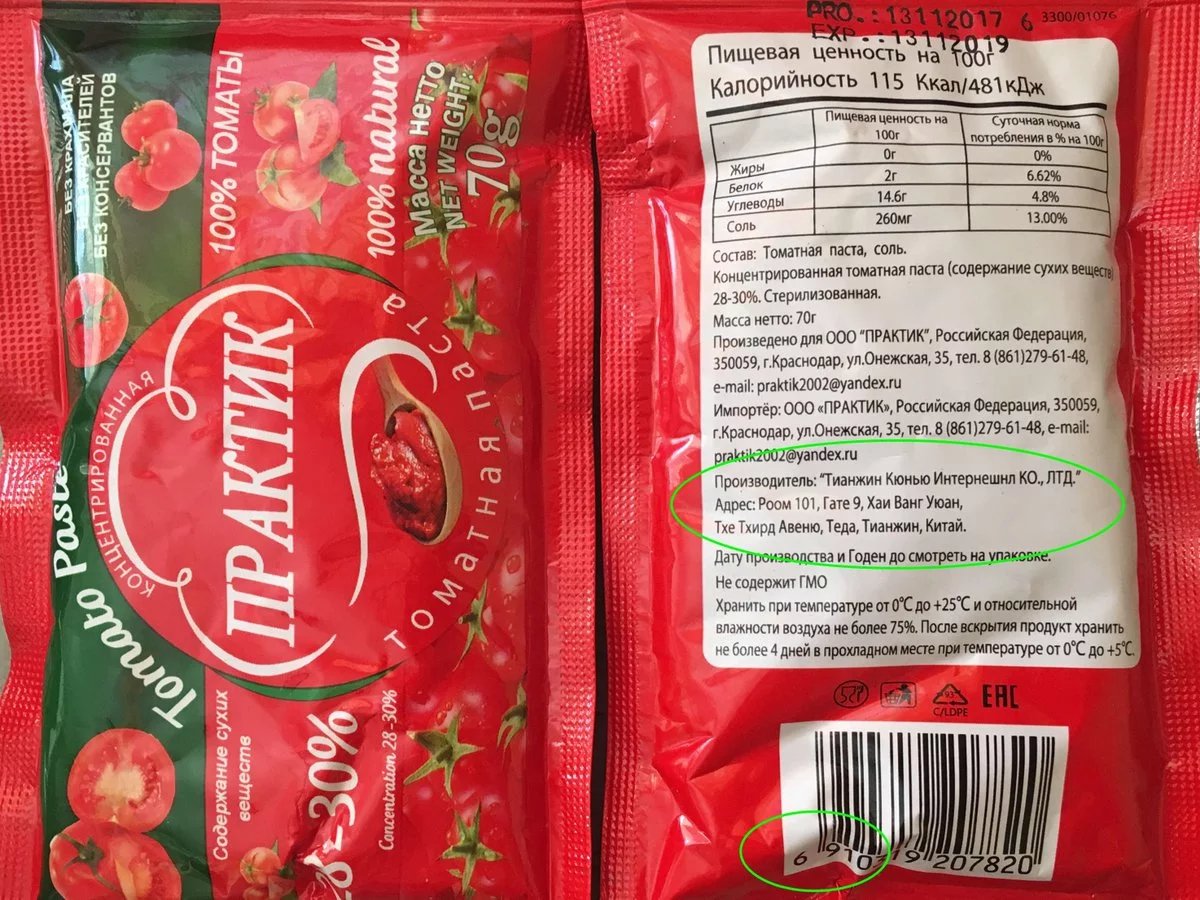 БЕЗ КРАХМАЛА
БЕЗ КРАСИТЕЛЕЙ
БЕЗ КОНСЕРВАНТОВ
100% ТОМАТЫ
100% natural
Масса нетто
NET WEIGHT:
70g
КОНЦЕНТРИРОВАННАЯ
ПРАКТИК
томатная паста
Tomato Paste
Содержание сухих
веществ
28-30%
Concentration 28-30%
PRO.:13112017 6 3300/01076
EXP.:13112019
Пищевая ценность на 100г
Калорийность 115 Ккал/481кДж
Пищевая ценность на 100г Суточная норма потребления в % на 100г
Жиры 0г 0%
Белок 2г 6.62%
Углеводы 14.6г 4.8%
Соль 260мг 13.00%
Состав: Томатная паста, соль.
Концентрированная томатная паста (содержание сухих веществ)
28-30%. Стерилизованная.
Масса нетто: 70г
Произведено для ООО "ПРАКТИК", Российская Федерация,
350059, г.Краснодар, ул.Онежская, 35, тел. 8 (861)279-61-48,
e-mail: praktik2002@yandex.ru
Импортёр: ООО «ПРАКТИК», Российская Федерация, 350059,
г.Краснодар, ул.Онежская, 35, тел. 8 (861)279-61-48, e-mail:
praktik2002@yandex.ru
Производитель: "Тианжин Кюнью Интернешнл КО., ЛТД."
Адрес: Роом 101, Гате 9, Хаи Ванг Уюан,
Тхе Тхирд Авеню, Теда, Тианжин, Китай.
Дату производства и Годен до смотреть на упаковке.
Не содержит ГМО
Хранить при температуре от 0℃ до +25℃ и относительной
влажности воздуха не более 75%. После вскрытия продукт хранить
не более 4 дней в прохладном месте при температуре от 0℃ до +5℃.
C/LDPE
EAC
6 910119 207820